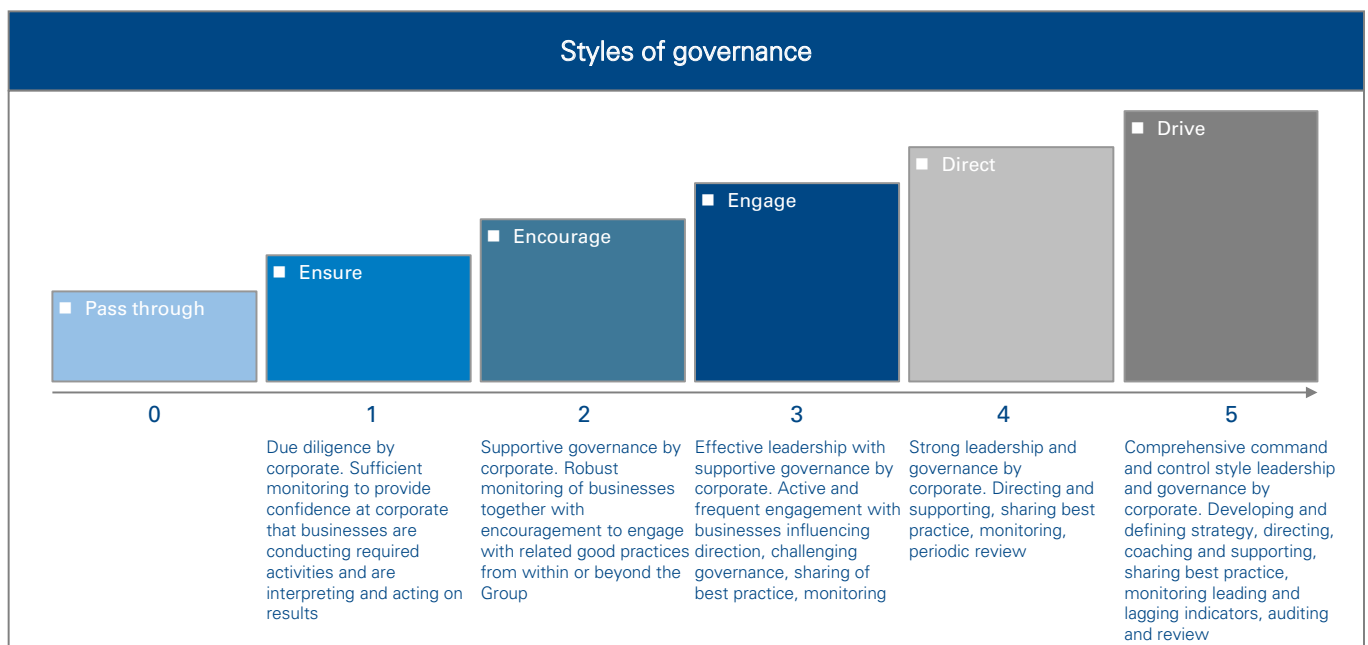 Styles of governance
Pass through
Ensure
Encourage
Engage
Direct
Drive
0
1
2
3
4
5
Due diligence by
corporate. Sufficient
monitoring to provide
confidence at corporate
that businesses are
conducting required
activities and are
interpreting and acting on
results
Supportive governance by
corporate. Robust
monitoring of businesses
together with
encouragement to engage
with related good practices
from within or beyond the
Group
Effective leadership with
supportive governance by
corporate. Active and
frequent engagement with
businesses influencing
direction, challenging
governance, sharing of
best practice, monitoring
Strong leadership and
governance by
corporate. Directing and
supporting, sharing best
practice, monitoring,
periodic review
Comprehensive command
and control style leadership
and governance by
corporate. Developing and
defining strategy, directing,
coaching and supporting,
sharing best practice,
monitoring leading and
lagging indicators, auditing
and review